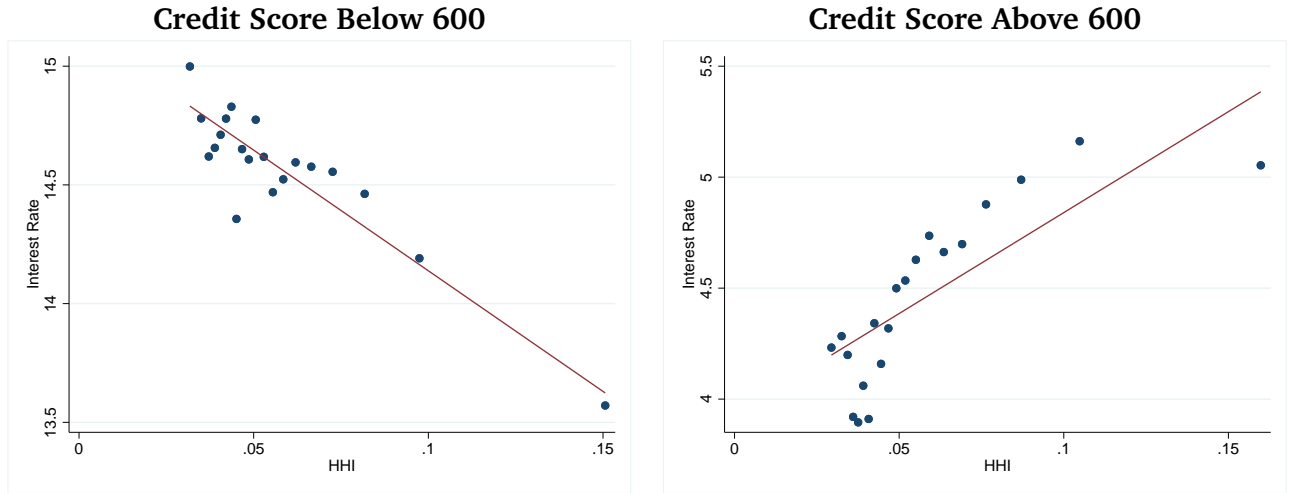 Credit Score Below 600
Interest Rate
15
14.5
14
13.5
0 .05 .1 .15
HHI
Credit Score Above 600
Interest Rate
5.5
5
4.5
4
0 .05 .1 .15
HHI